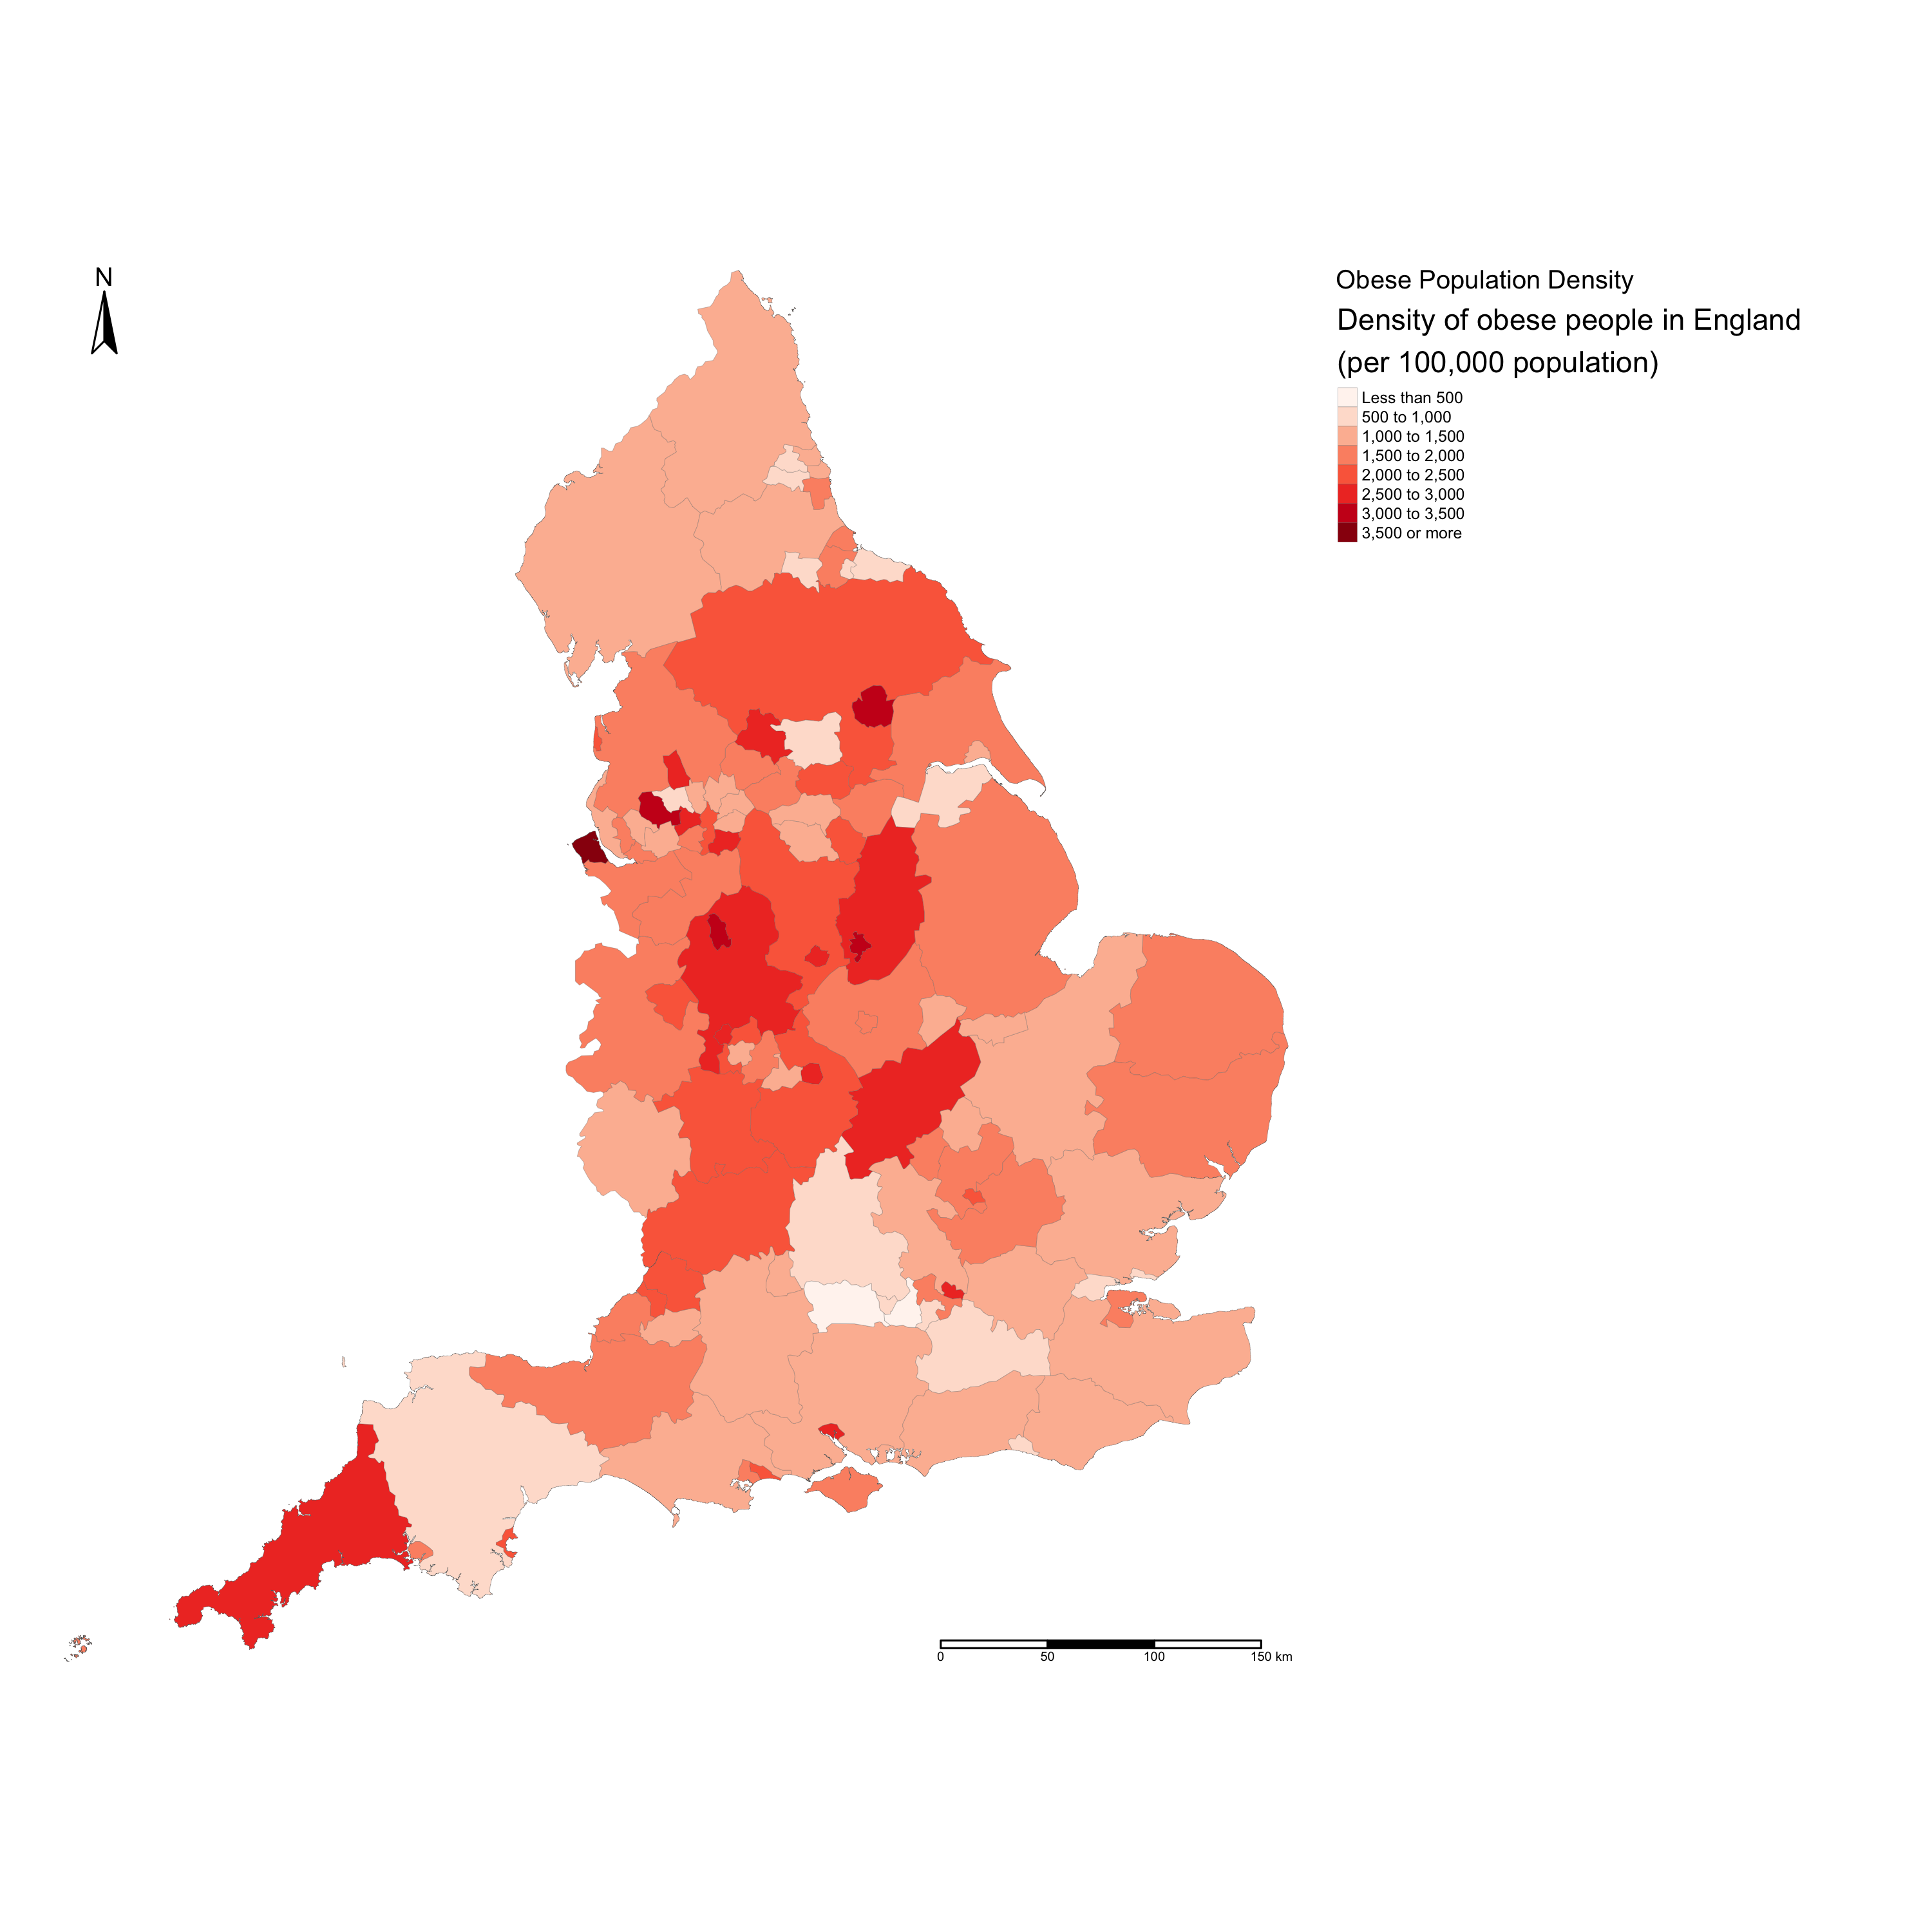 N
Obese Population Density
Density of obese people in England
(per 100,000 population)
Less than 500
500 to 1,000
1,000 to 1,500
1,500 to 2,000
2,000 to 2,500
2,500 to 3,000
3,000 to 3,500
3,500 or more
0 50 100 150 km